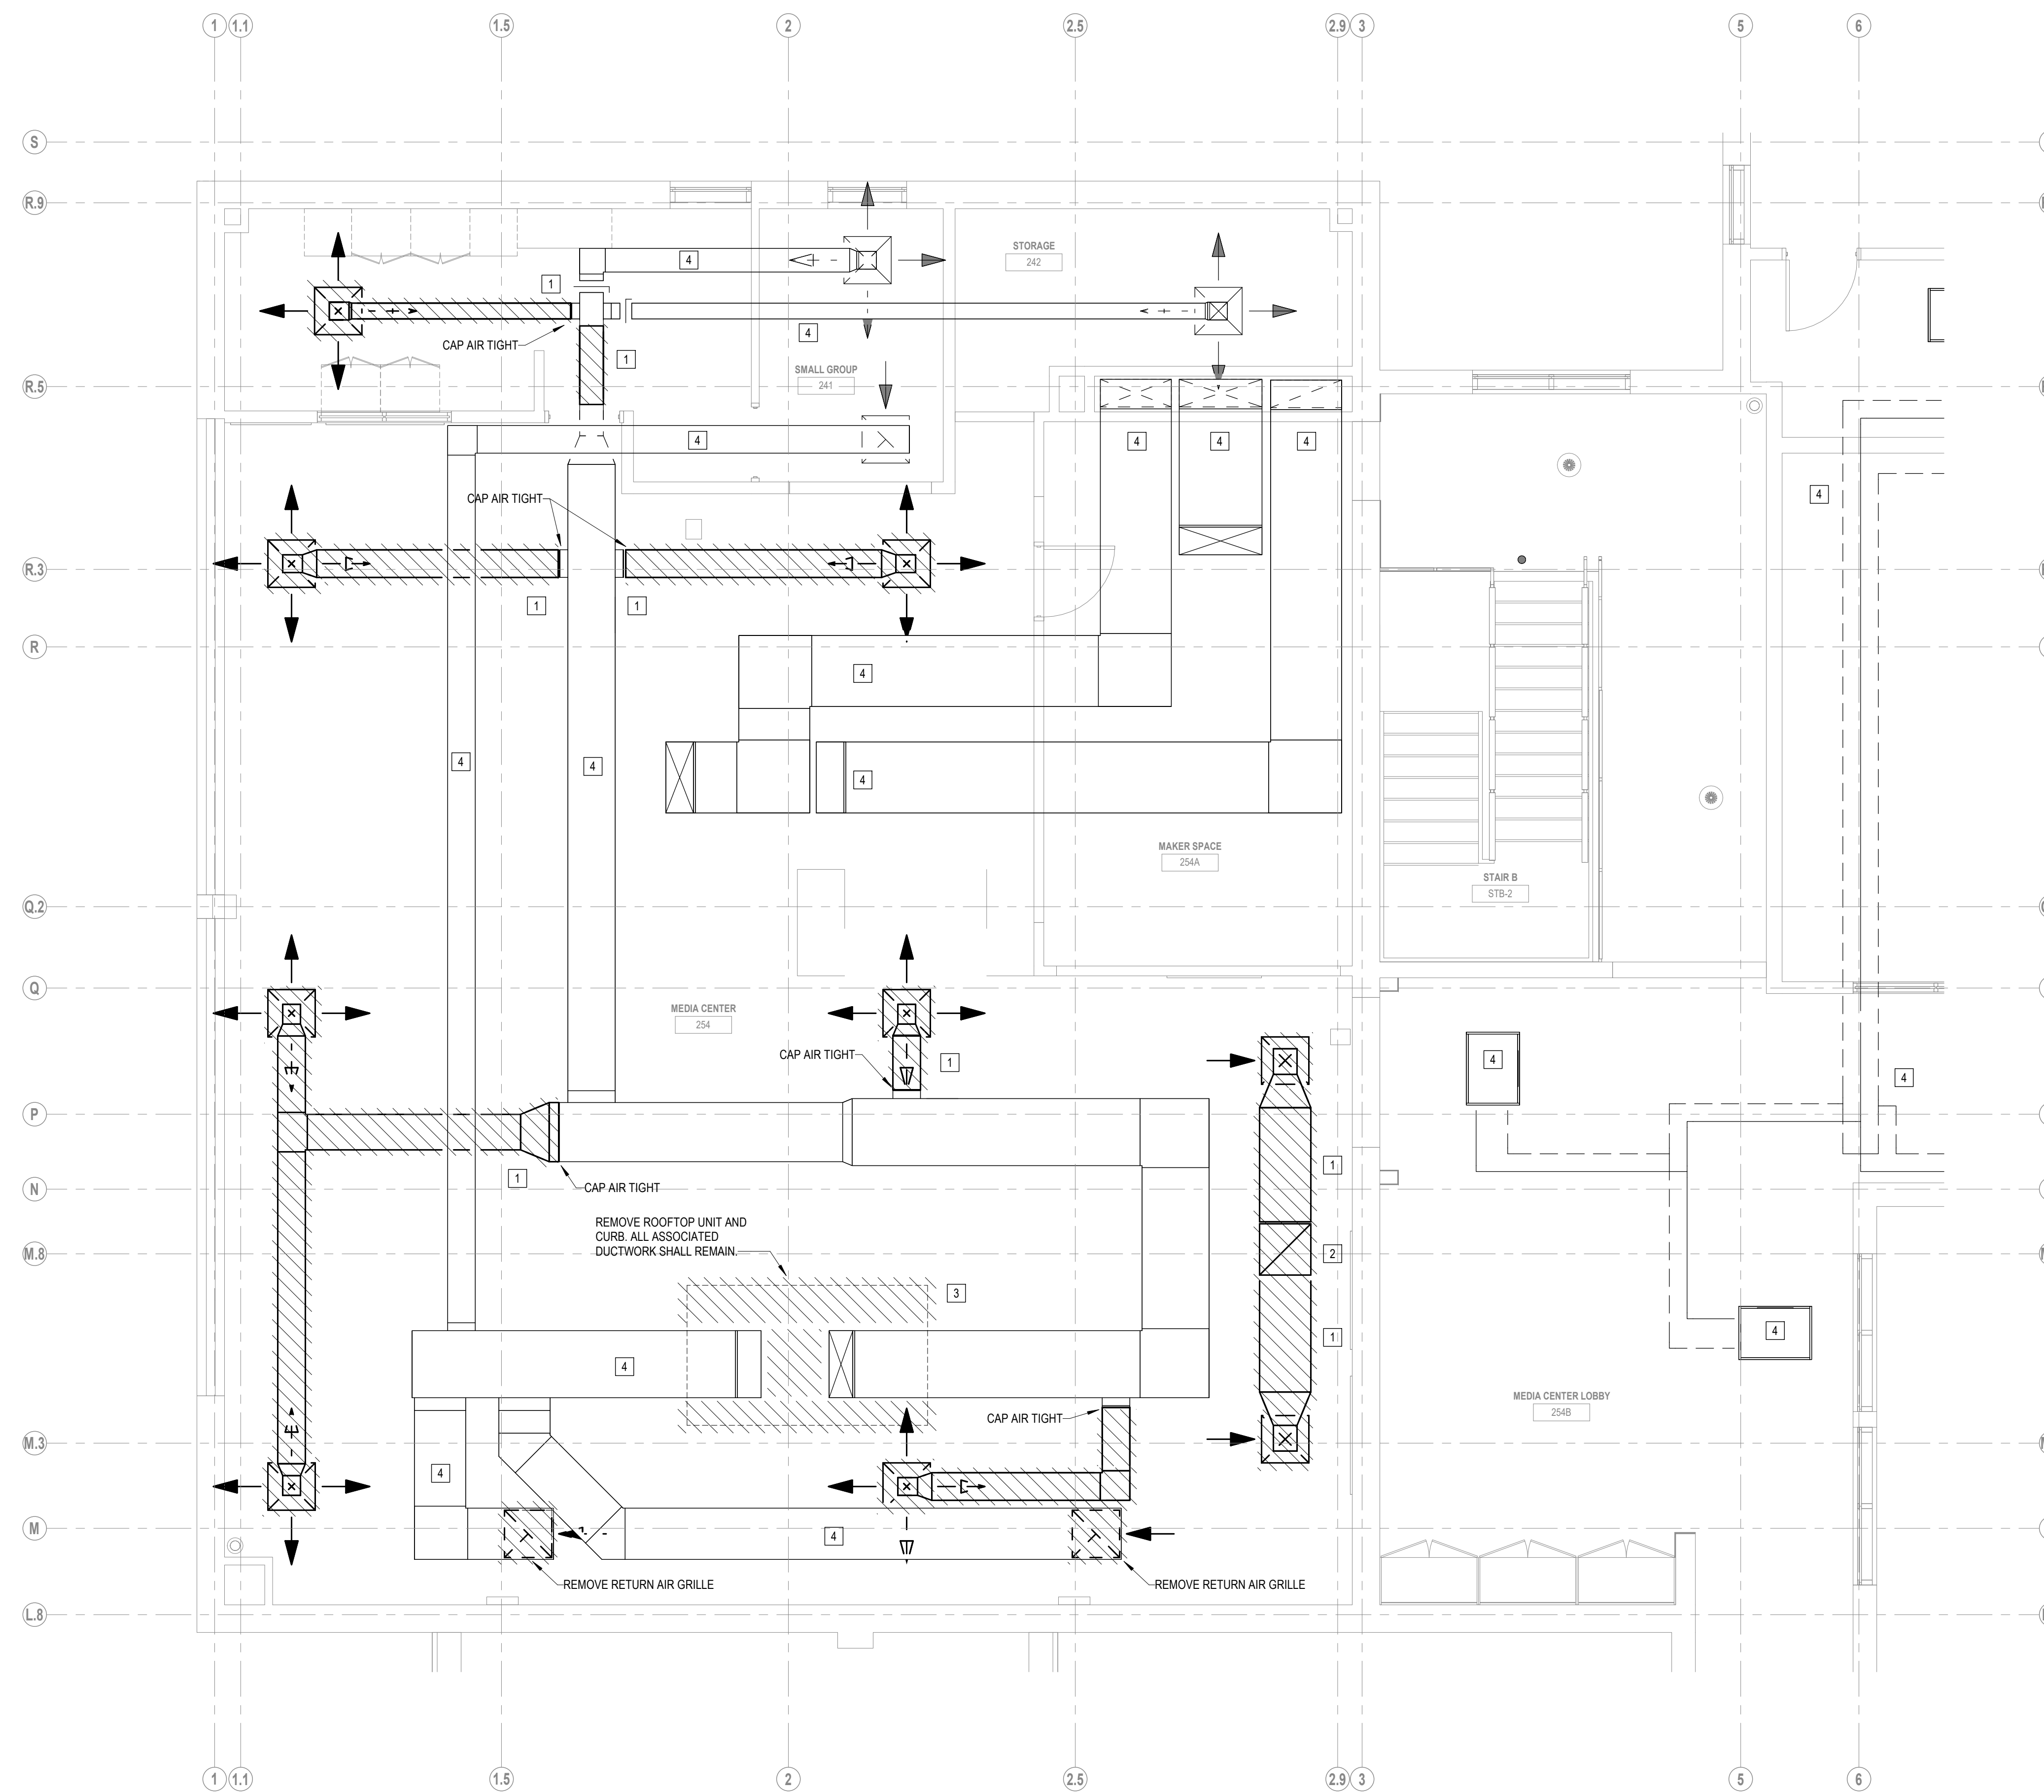 1 1.1 1.5 2 2.5 2.9 3 5 6
S
R.9
STORAGE
242
4
1
CAP AIR TIGHT
4
1
SMALL GROUP
241
R.5
4
4 4 4
CAP AIR TIGHT
4
R.3
1 1
R
4
4 4
4
MAKER SPACE
254A
STAIR B
STB-2
Q.2
Q
MEDIA CENTER
254
CAP AIR TIGHT
1
4
4
P
1
1
CAP AIR TIGHT
N
REMOVE ROOFTOP UNIT AND
CURB. ALL ASSOCIATED
DUCTWORK SHALL REMAIN.
M.8
2
3
4
1
4
MEDIA CENTER LOBBY
254B
CAP AIR TIGHT
M.3
4
M
4
REMOVE RETURN AIR GRILLE
REMOVE RETURN AIR GRILLE
L.8
1 1.1 1.5 2 2.5 2.9 3 5 6